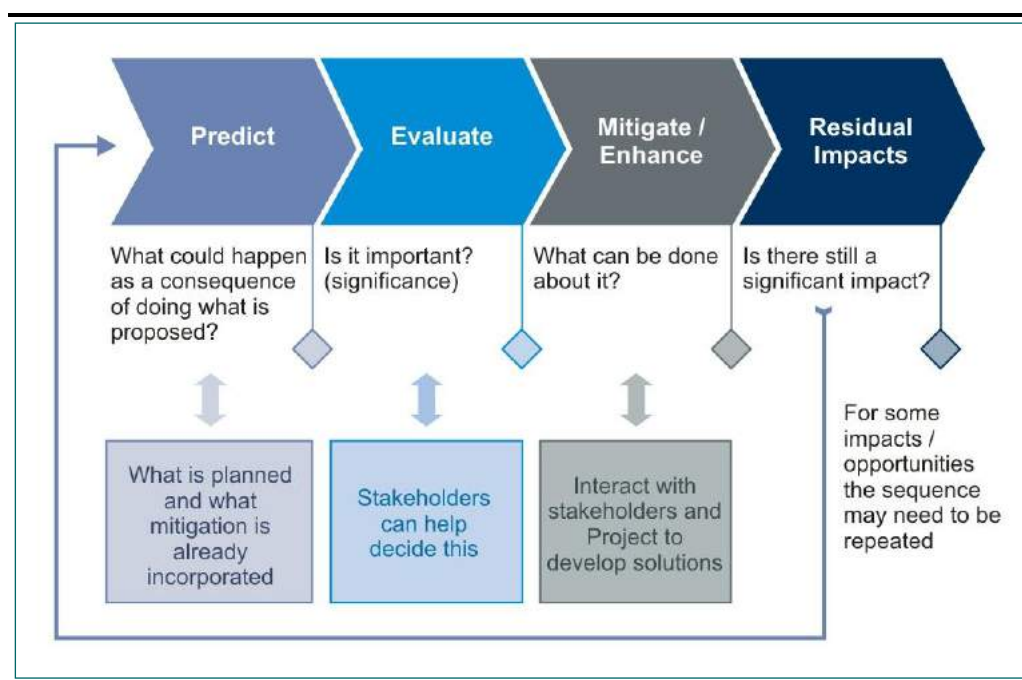 Predict
Evaluate
Mitigate /
Enhance
Residual
Impacts
What could happen
as a consequence
of doing what is
proposed?
Is it important?
(significance)
What can be done
about it?
Is there still a
significant impact?
What is planned
and what
mitigation is
already
incorporated
Stakeholders
can help
decide this
Interact with
stakeholders and
Project to
develop solutions
For some
impacts /
opportunities
the sequence
may need to be
repeated